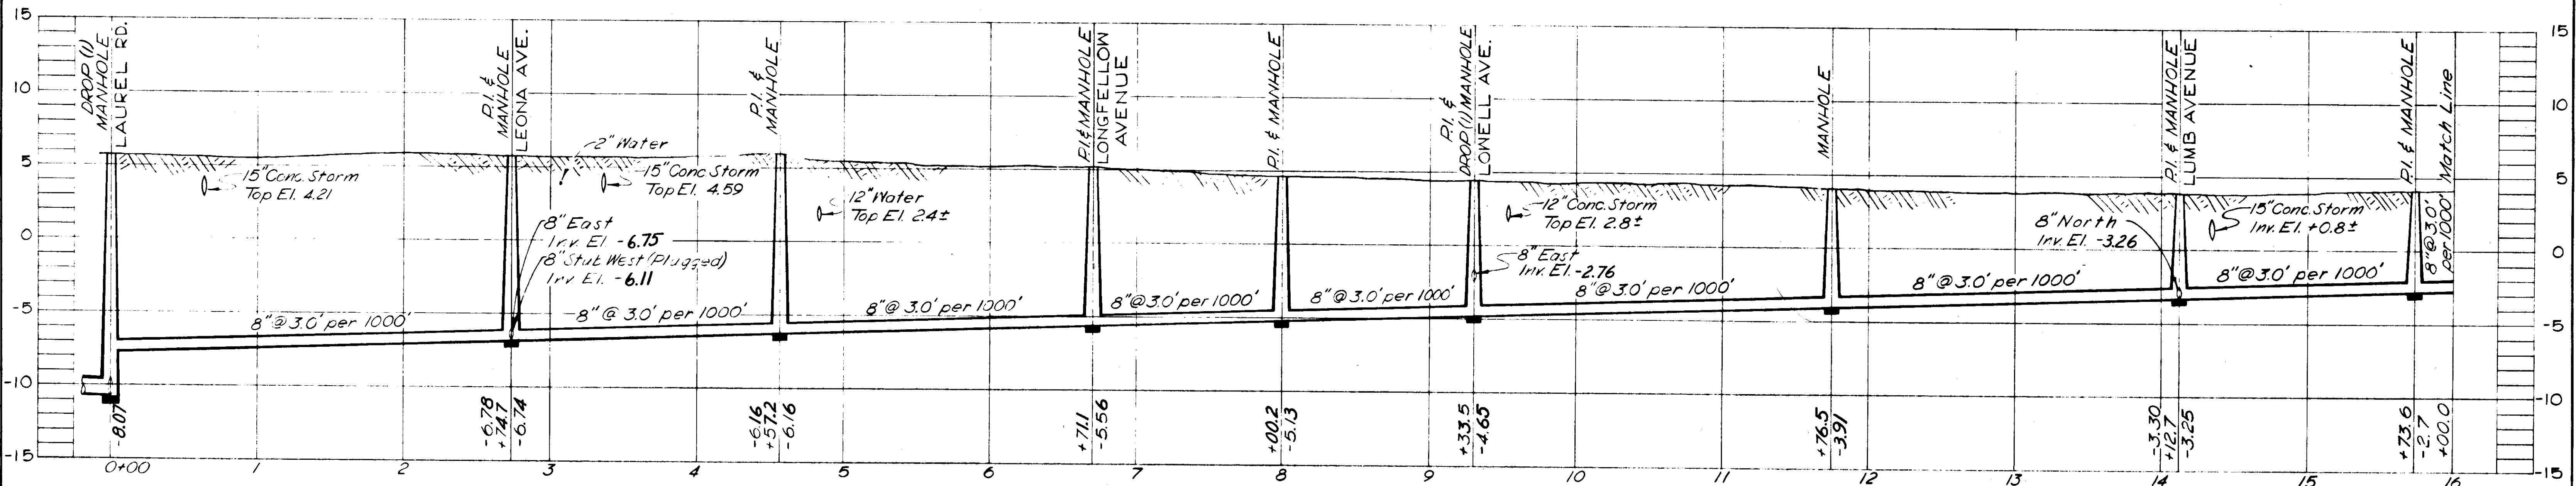 15
10
5
0
-5
-10
-15
DROP (1)
MANHOLE
LAUREL RD.
P.I. &
MANHOLE
LEONA AVE.
P.I. &
MANHOLE
P.I. & MANHOLE
LONGFELLOW
AVENUE
P.I. & MANHOLE
P.I. &
DROP (1) MANHOLE
LOWELL AVE.
MANHOLE
P.I. & MANHOLE
LUMB AVENUE
P.I. & MANHOLE
Match Line
15
10
5
0
-5
-10
-15
15" Conc. Storm
Top El. 4.21
2" Water
15" Conc. Storm
Top El. 4.59
12" Water
Top El. 2.4±
12" Conc. Storm
Top El. 2.8±
15" Conc. Storm
Inv. El. +0.8±
8" East
Inv. El. -6.75
8" Stub West (Plugged)
Inv. El. -6.11
8" East
Inv. El. -2.76
8" North
Inv. El. -3.26
8" @ 3.0' per 1000'
8" @ 3.0' per 1000'
8" @ 3.0' per 1000'
8" @ 3.0' per 1000'
8" @ 3.0' per 1000'
8" @ 3.0' per 1000'
8" @ 3.0' per 1000'
8" @ 3.0' per 1000'
8" @ 3.0'
per 1000'
-8.07
-6.78
+74.7
-6.74
-6.16
+57.2
-6.16
+71.1
-5.56
+00.2
-5.13
+33.5
-4.65
+76.5
-3.91
-3.30
+12.7
-3.25
+73.6
-2.7
+00.0
0+00
1
2
3
4
5
6
7
8
9
10
11
12
13
14
15
16